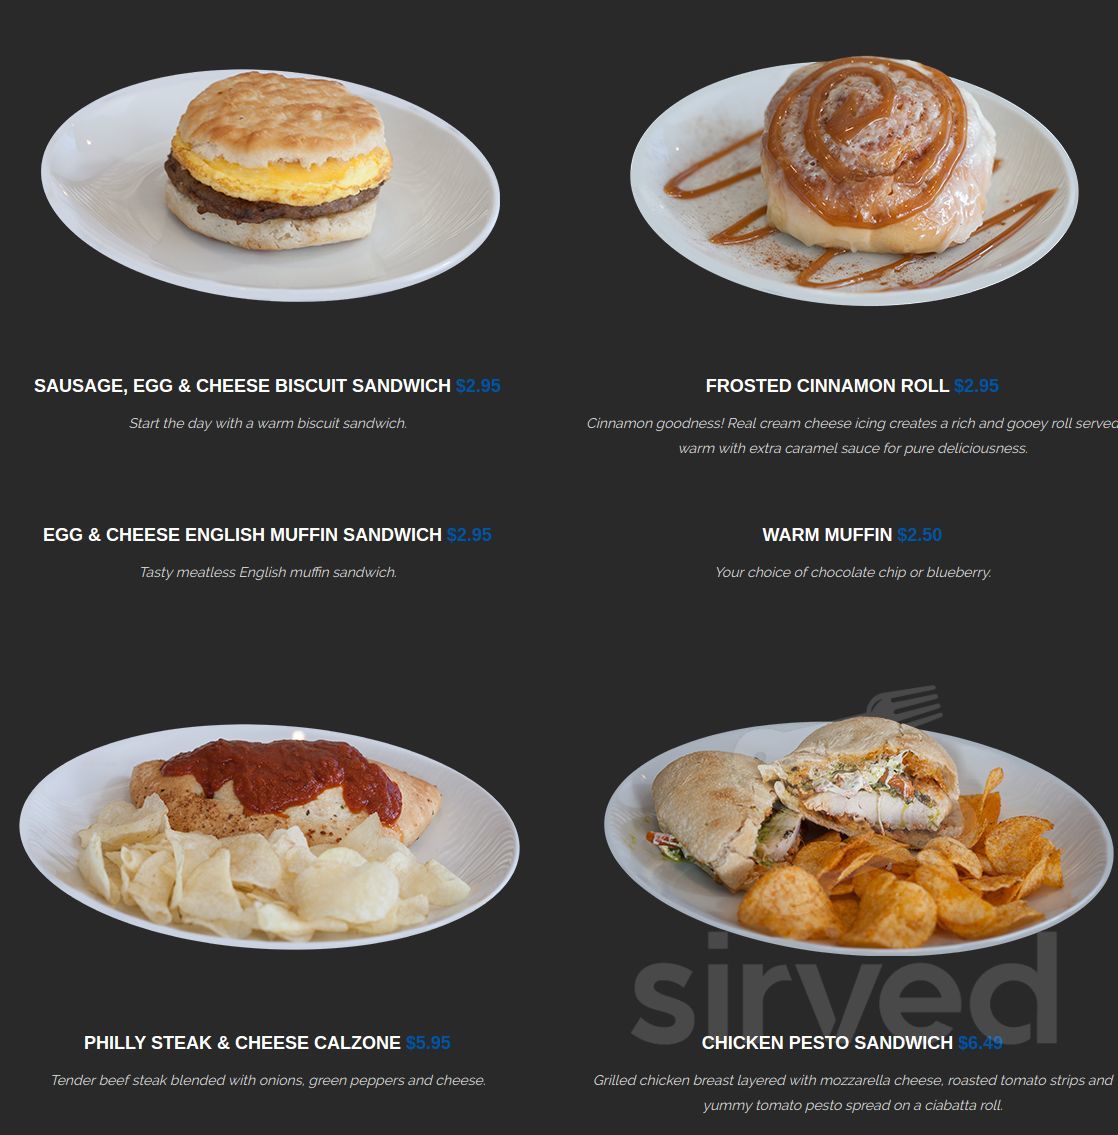 SAUSAGE, EGG & CHEESE BISCUIT SANDWICH $2.95
Start the day with a warm biscuit sandwich.
FROSTED CINNAMON ROLL $2.95
Cinnamon goodness! Real cream cheese icing creates a rich and gooey roll served
warm with extra caramel sauce for pure deliciousness.
EGG & CHEESE ENGLISH MUFFIN SANDWICH $2.95
Tasty meatless English muffin sandwich.
WARM MUFFIN $2.50
Your choice of chocolate chip or blueberry.
PHILLY STEAK & CHEESE CALZONE $5.95
Tender beef steak blended with onions, green peppers and cheese.
sirved
CHICKEN PESTO SANDWICH $6.49
Grilled chicken breast layered with mozzarella cheese, roasted tomato strips and
yummy tomato pesto spread on a ciabatta roll.